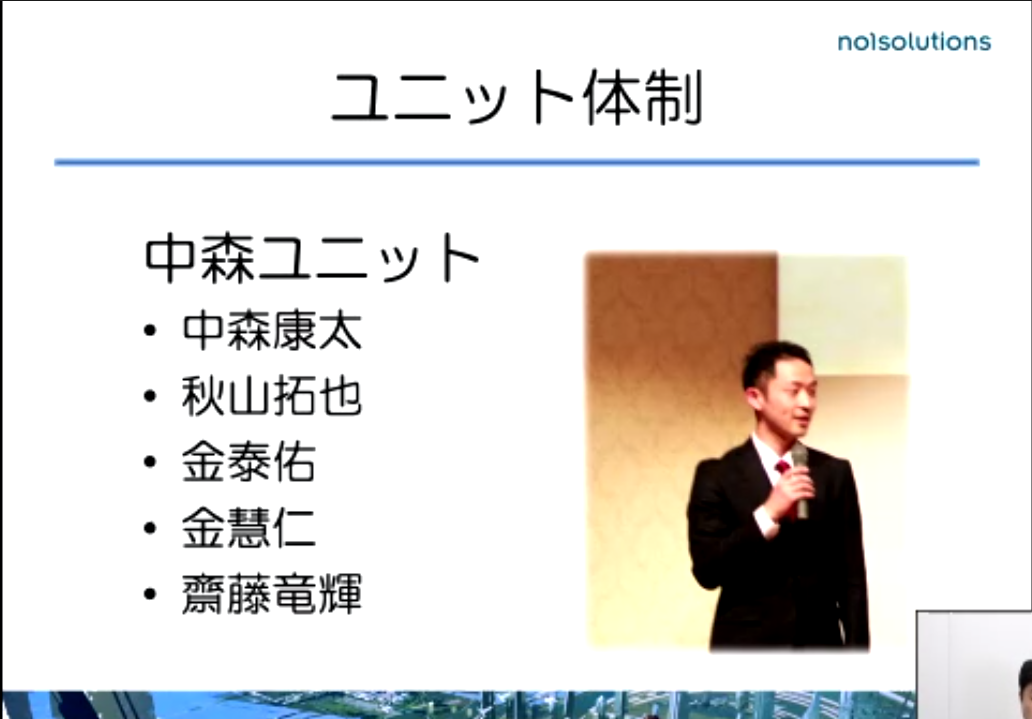 no1solutions
ユニット体制
中森ユニット
• 中森康太
• 秋山拓也
• 金泰佑
• 金慧仁
• 齋藤竜輝